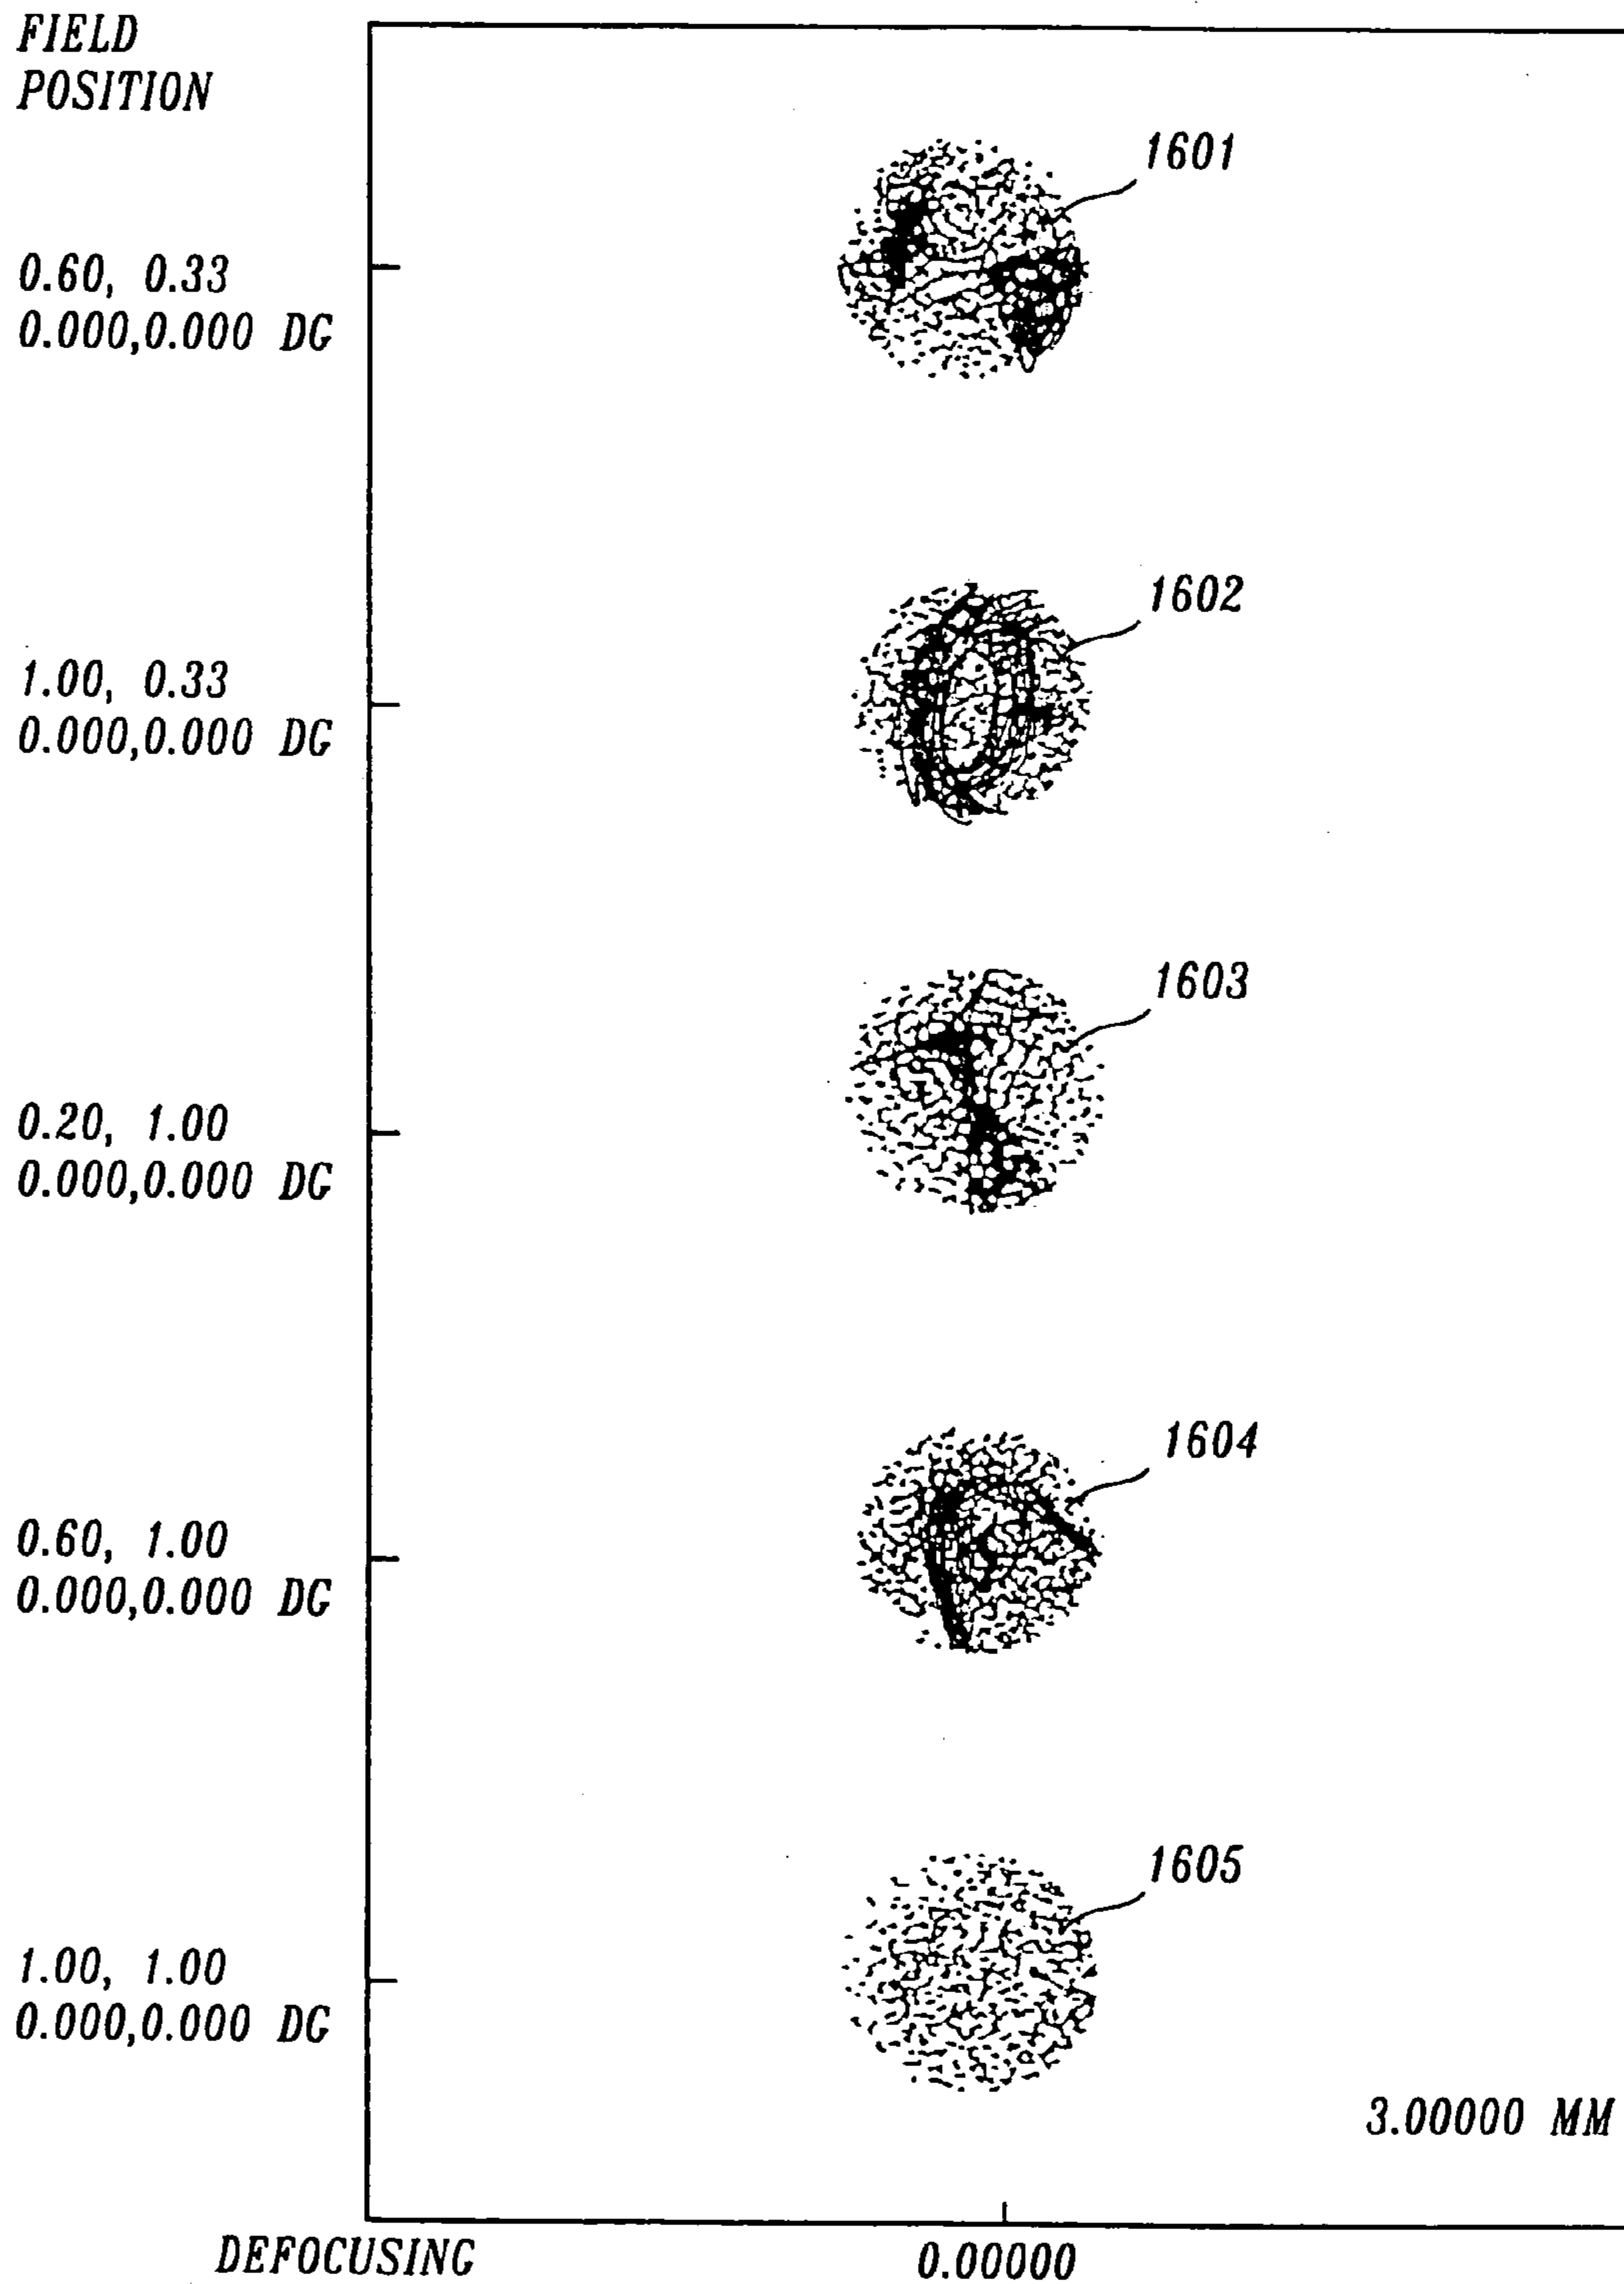 FIELD
POSITION
1601
0.60, 0.33
0.000,0.000 DG
1602
1.00, 0.33
0.000,0.000 DG
1603
0.20, 1.00
0.000,0.000 DG
1604
0.60, 1.00
0.000,0.000 DG
1605
1.00, 1.00
0.000,0.000 DG
3.00000 MM
DEFOCUSING
0.00000